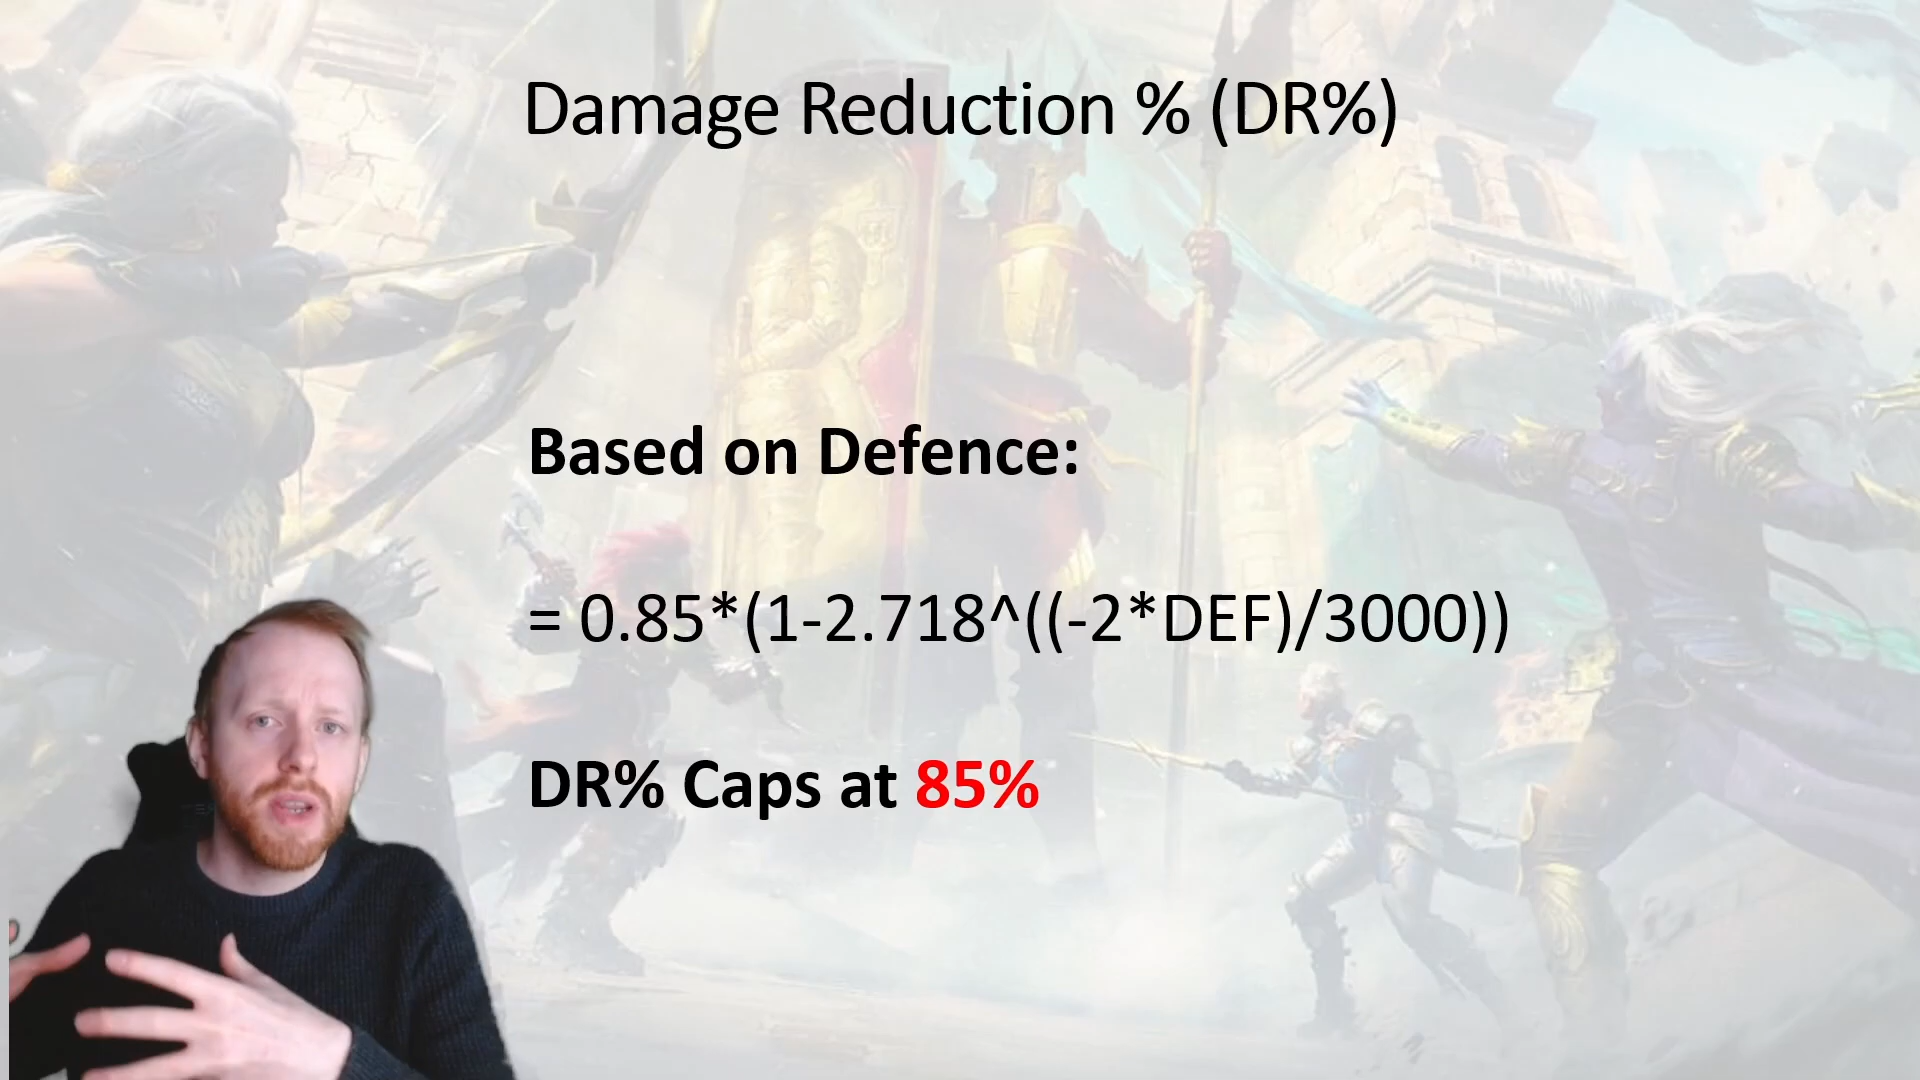 Damage Reduction % (DR%)
Based on Defence:
= 0.85*(1-2.718^((-2*DEF)/3000))
DR% Caps at 85%